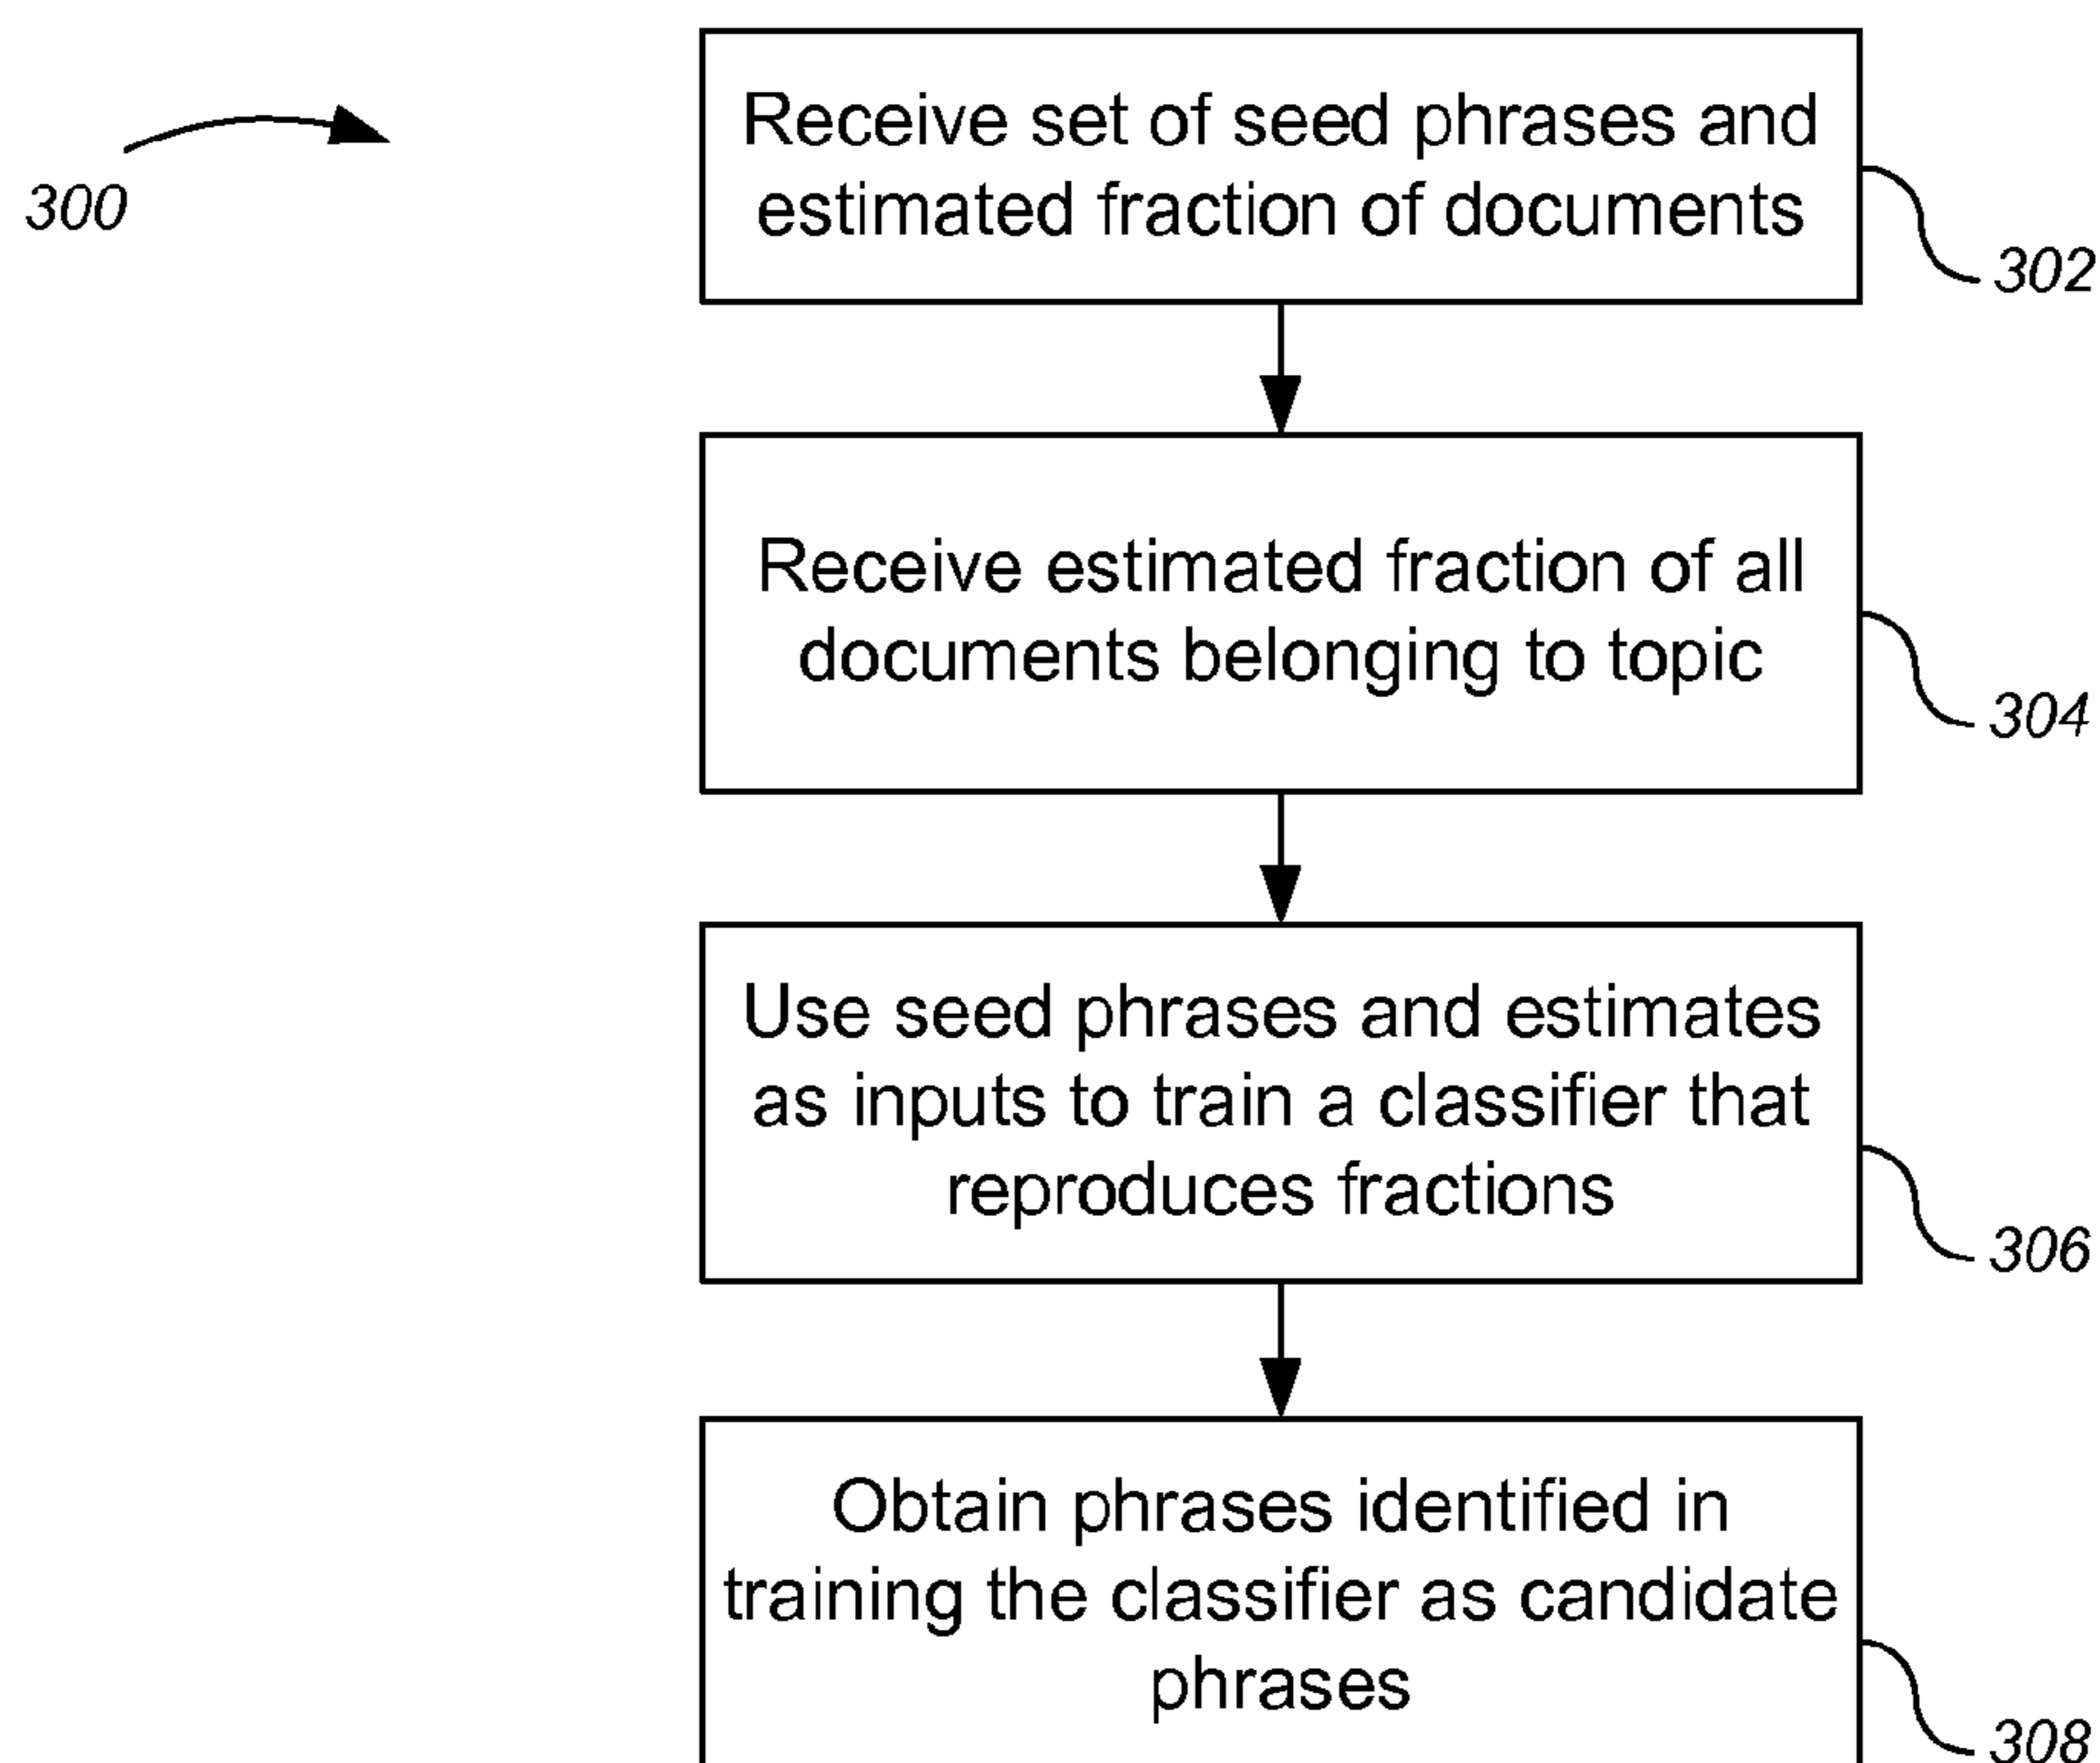 300
Receive set of seed phrases and
estimated fraction of documents
302
Receive estimated fraction of all
documents belonging to topic
304
Use seed phrases and estimates
as inputs to train a classifier that
reproduces fractions
306
Obtain phrases identified in
training the classifier as candidate
phrases
308